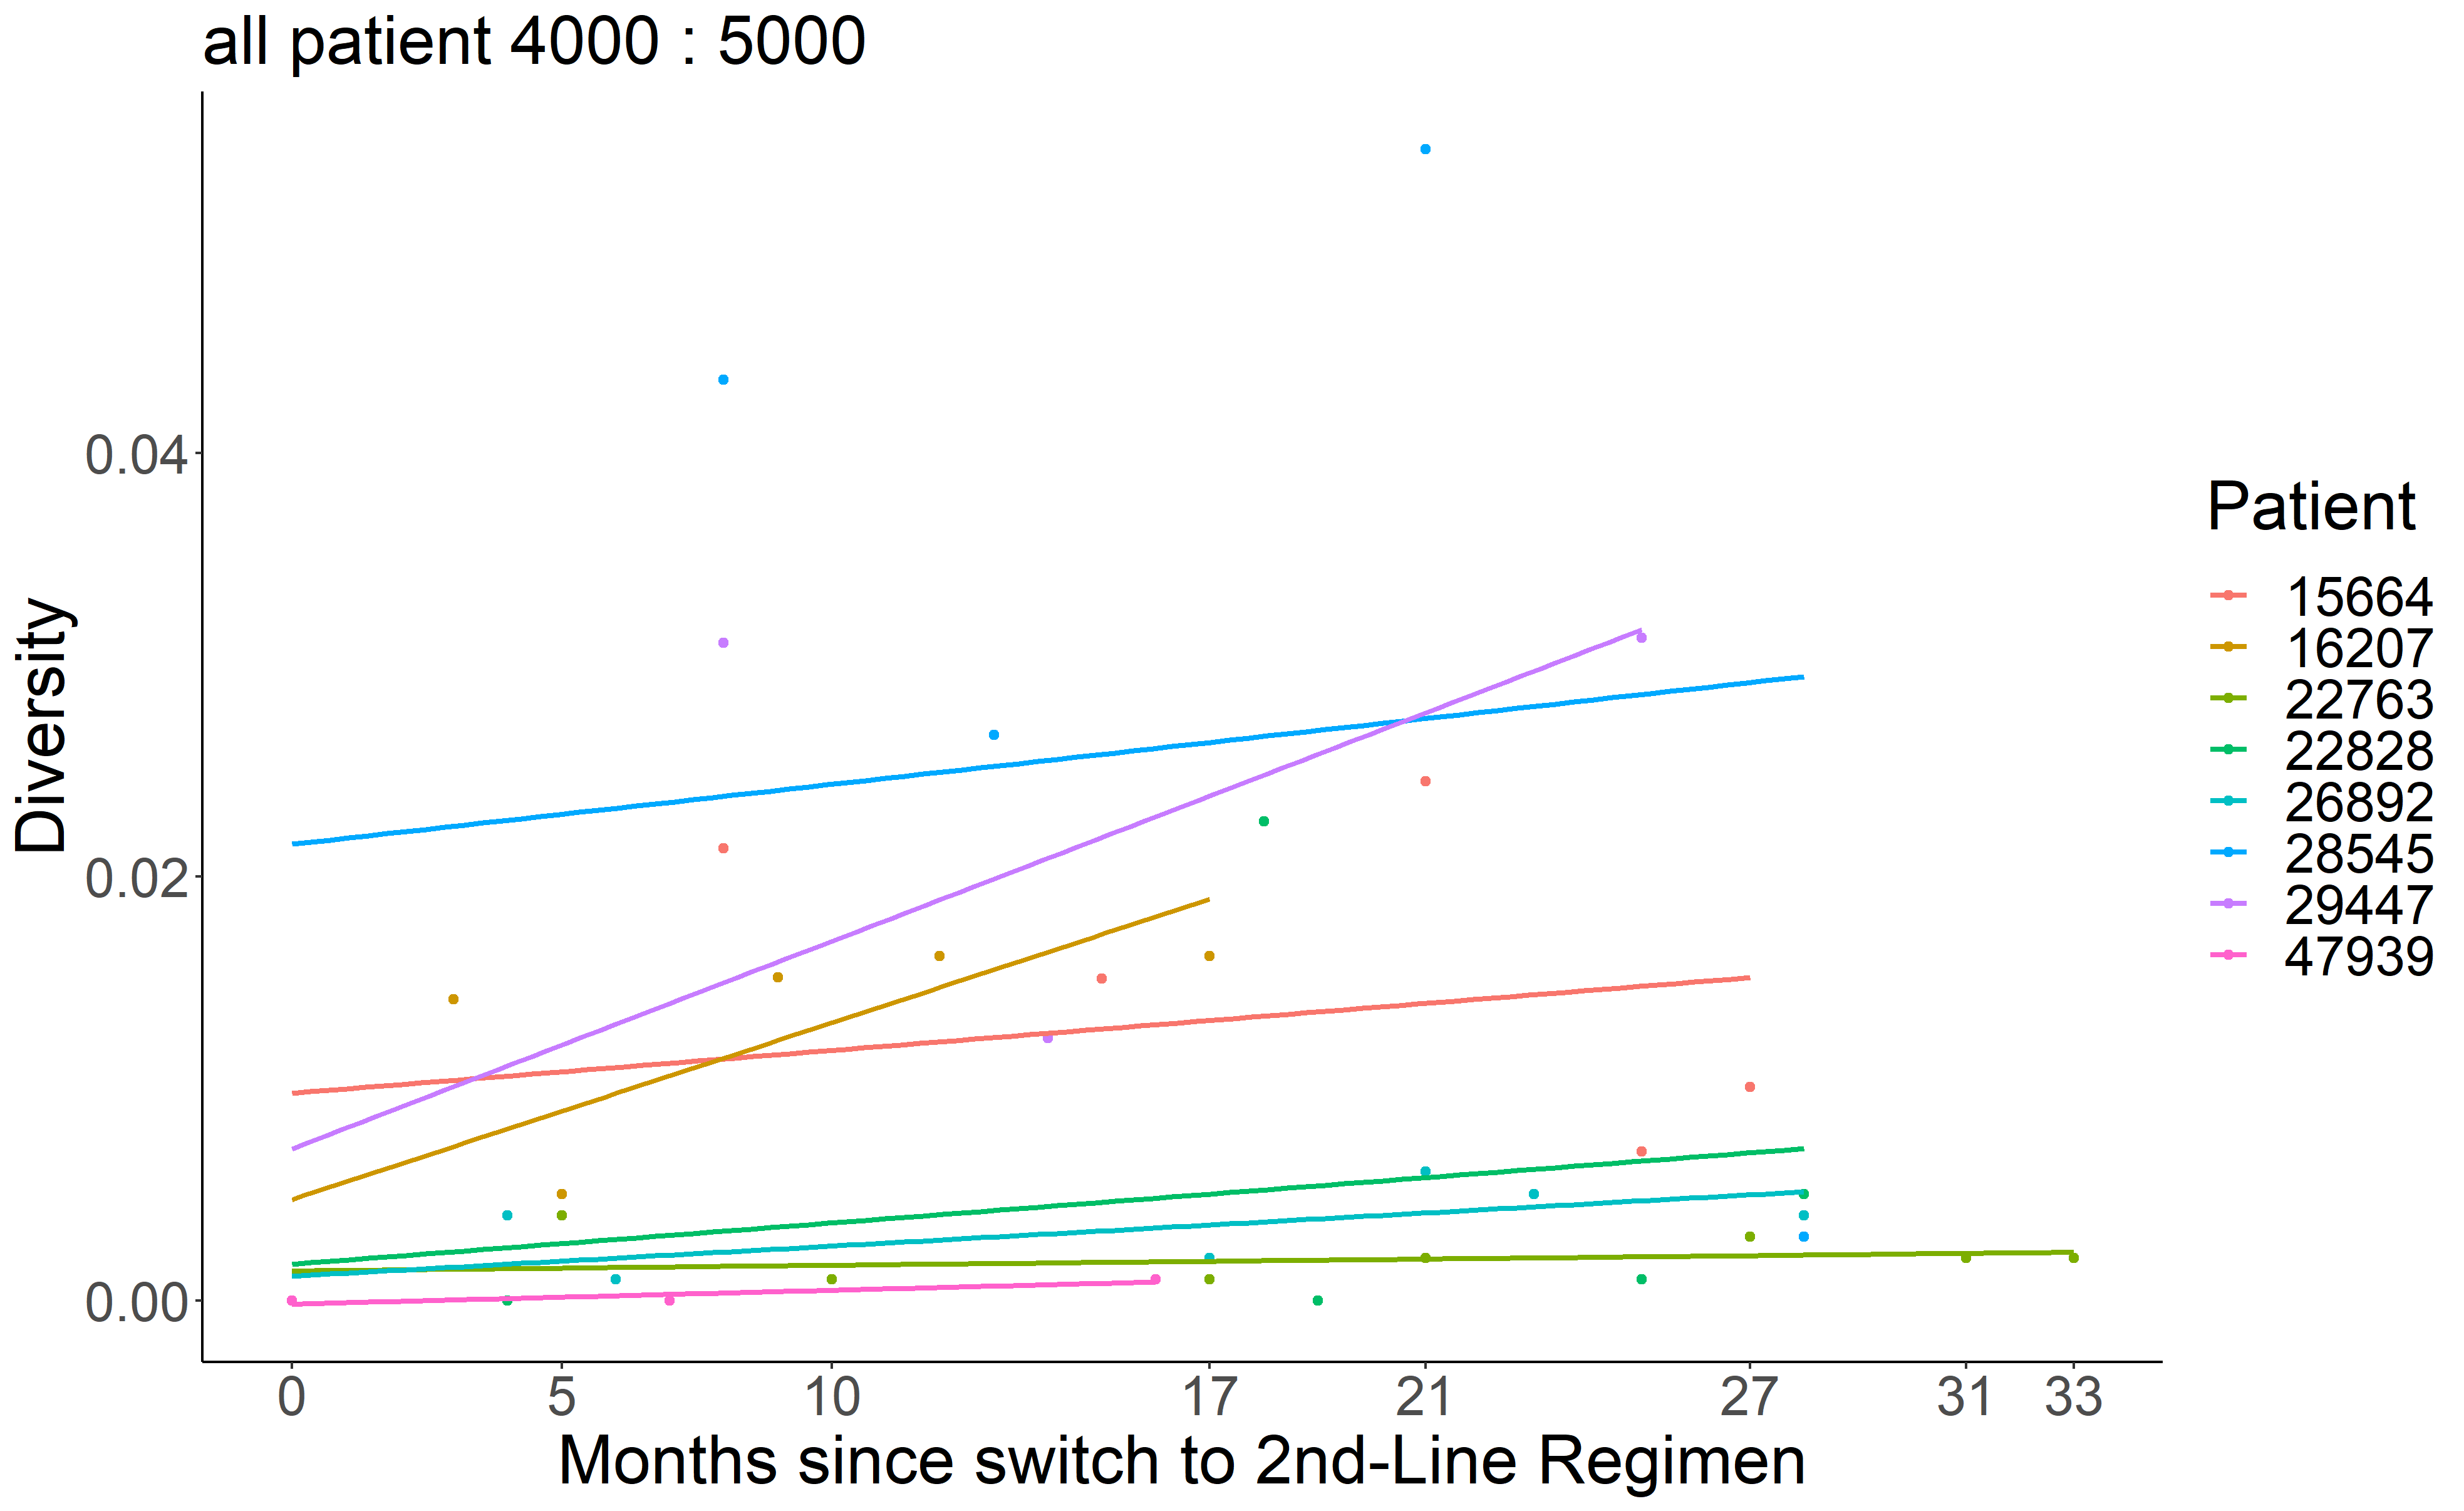 all patient 4000 : 5000
Diversity
0.04
0.02
0.00
0 5 10 17 21 27 31 33
Months since switch to 2nd-Line Regimen
Patient
15664
16207
22763
22828
26892
28545
29447
47939